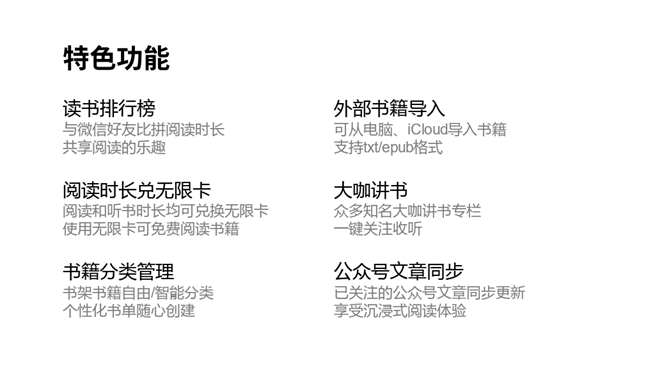 特色功能
读书排行榜
与微信好友比拼阅读时长
共享阅读的乐趣
外部书籍导入
可从电脑、iCloud导入书籍
支持txt/epub格式
阅读时长兑无限卡
阅读和听书时长均可兑换无限卡
使用无限卡可免费阅读书籍
大咖讲书
众多知名大咖讲书专栏
一键关注收听
书籍分类管理
书架书籍自由/智能分类
个性化书单随心创建
公众号文章同步
已关注的公众号文章同步更新
享受沉浸式阅读体验